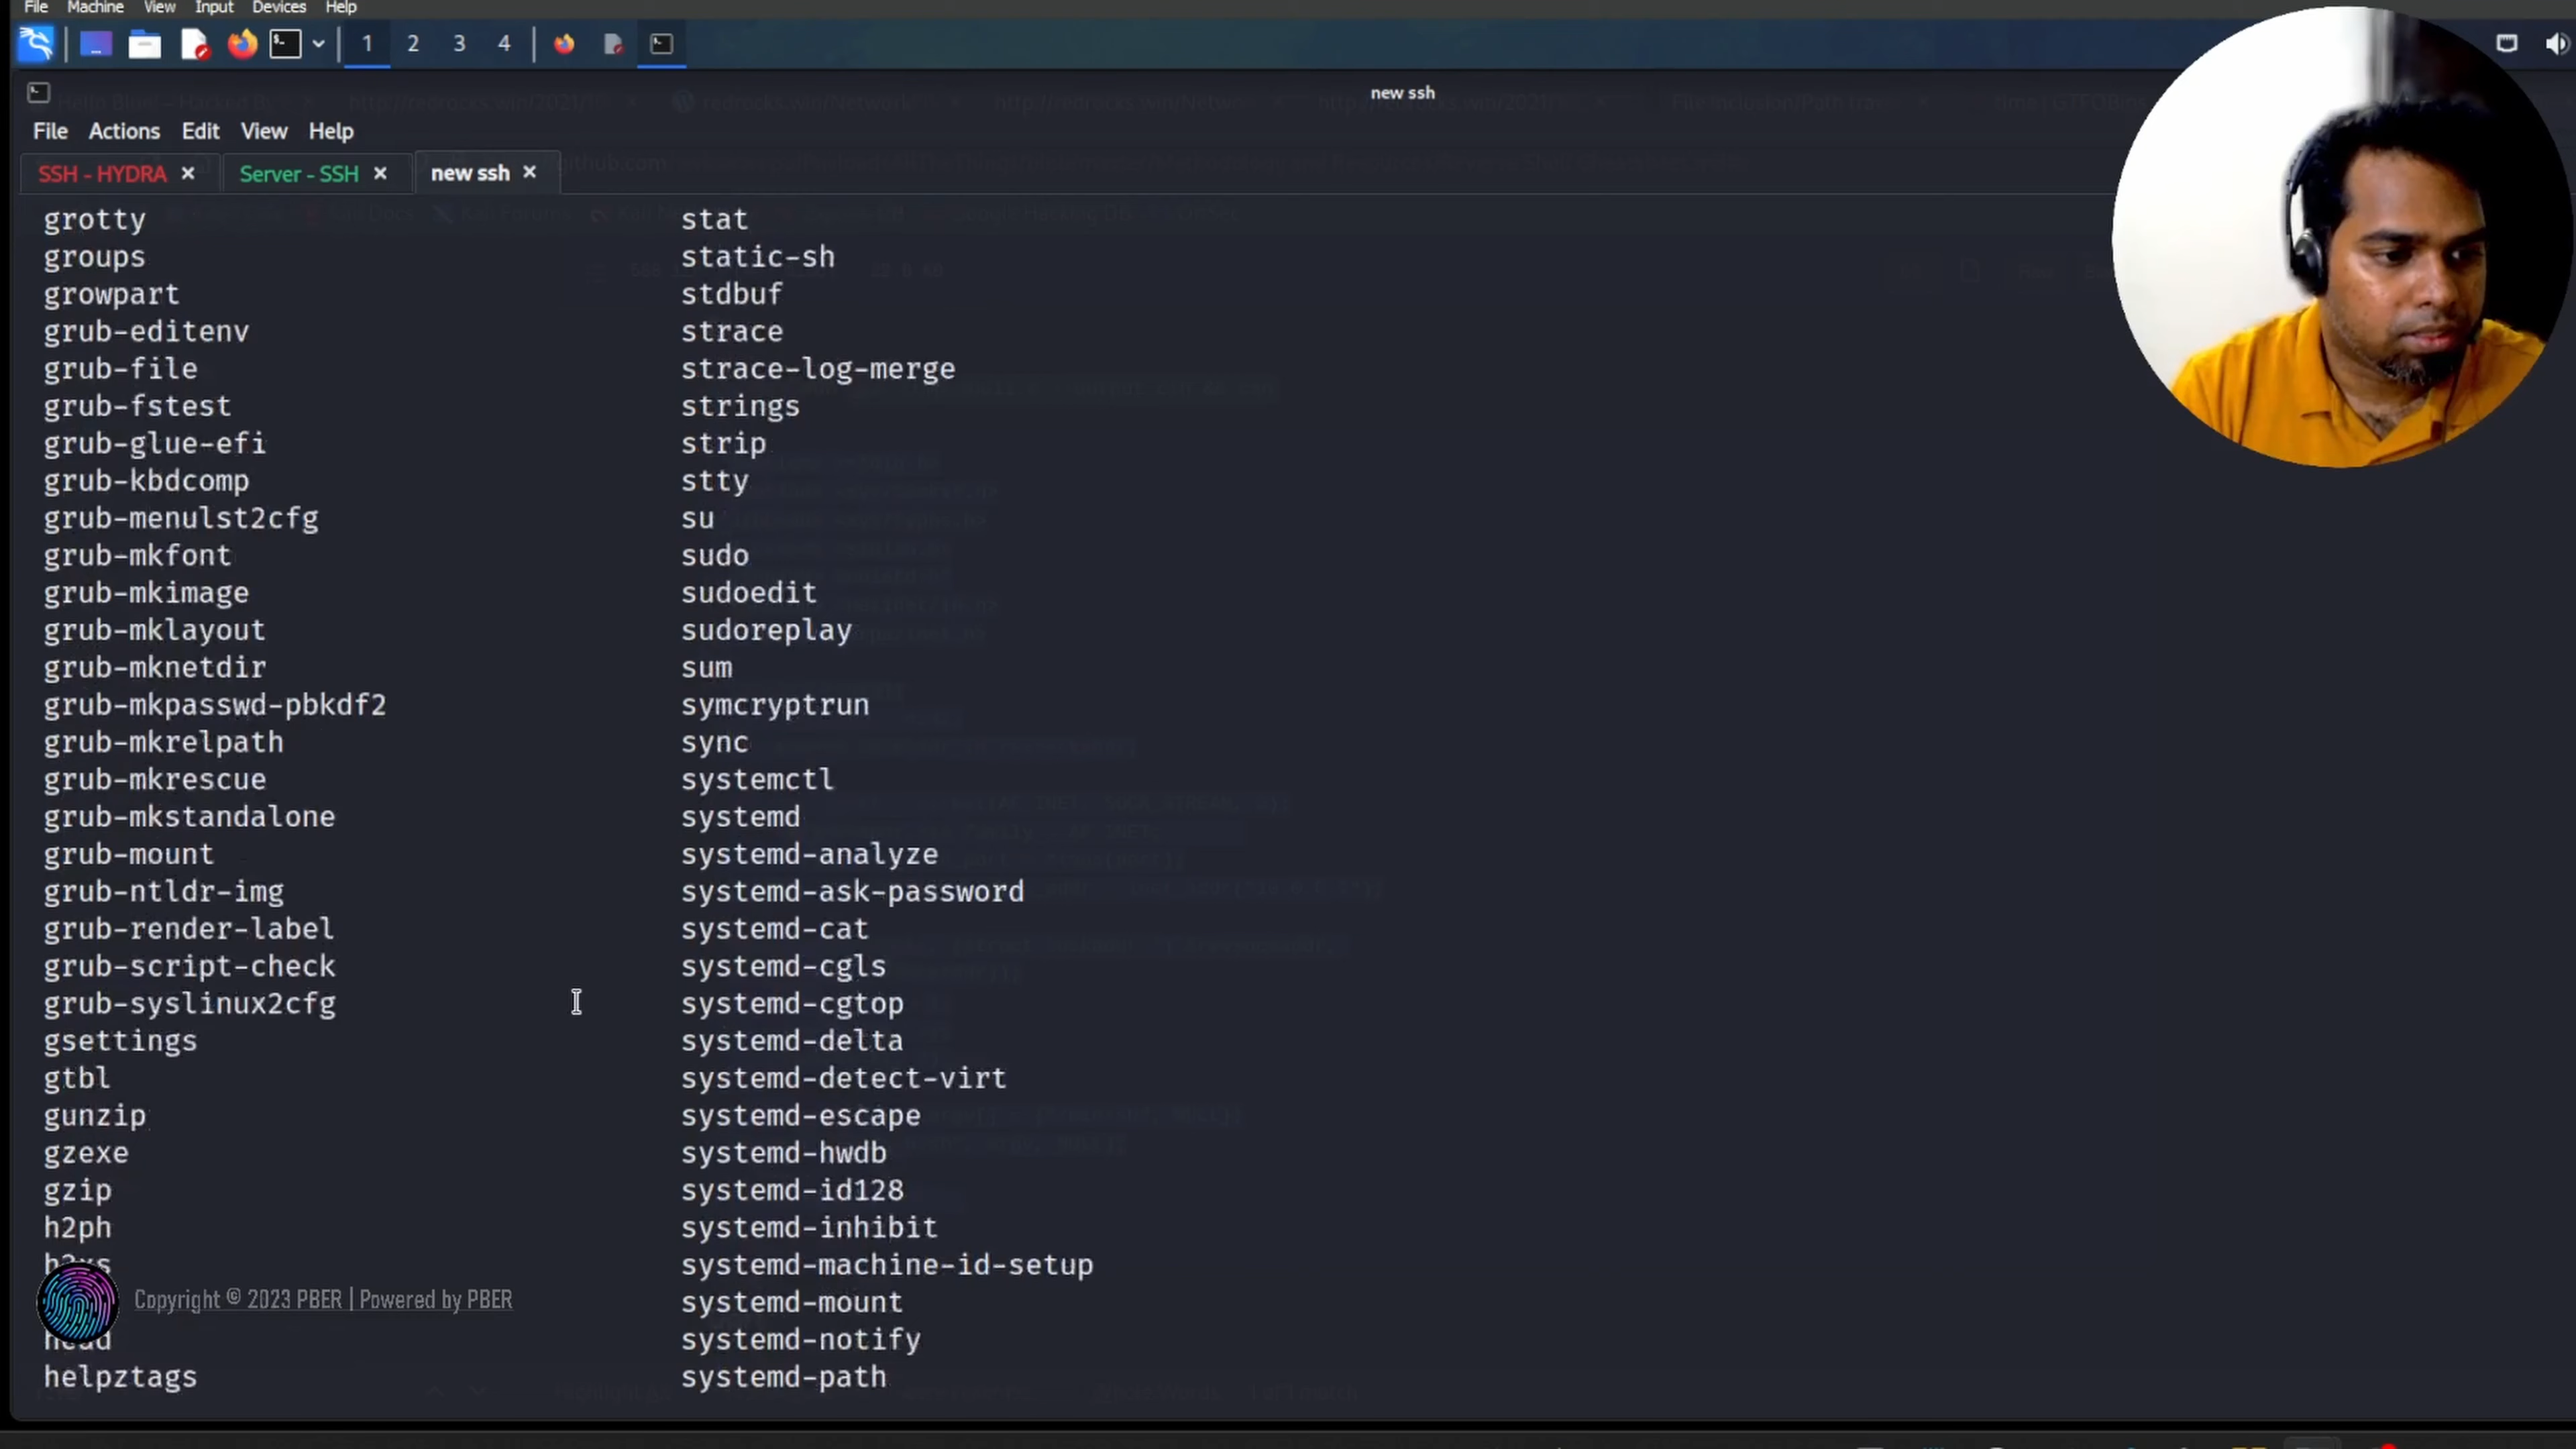 File Machine View Input Devices Help
1 2 3 4
new ssh
File Actions Edit View Help
SSH - HYDRA × Server - SSH × new ssh ×
grotty stat
groups static-sh
growpart stdbuf
grub-editenv strace
grub-file strace-log-merge
grub-fstest strings
grub-glue-efi strip
grub-kbdcomp stty
grub-menulst2cfg su
grub-mkfont sudo
grub-mkimage sudoedit
grub-mklayout sudoreplay
grub-mknetdir sum
grub-mkpasswd-pbkdf2 symcryptrun
grub-mkrelpath sync
grub-mkrescue systemctl
grub-mkstandalone systemd
grub-mount systemd-analyze
grub-ntldr-img systemd-ask-password
grub-render-label systemd-cat
grub-script-check systemd-cgls
grub-syslinux2cfg systemd-cgtop
gsettings systemd-delta
gtbl systemd-detect-virt
gunzip systemd-escape
gzexe systemd-hwdb
gzip systemd-id128
h2ph systemd-inhibit
h2xs systemd-machine-id-setup
Copyright © 2023 PBER | Powered by PBER systemd-mount
head systemd-notify
helpztags systemd-path